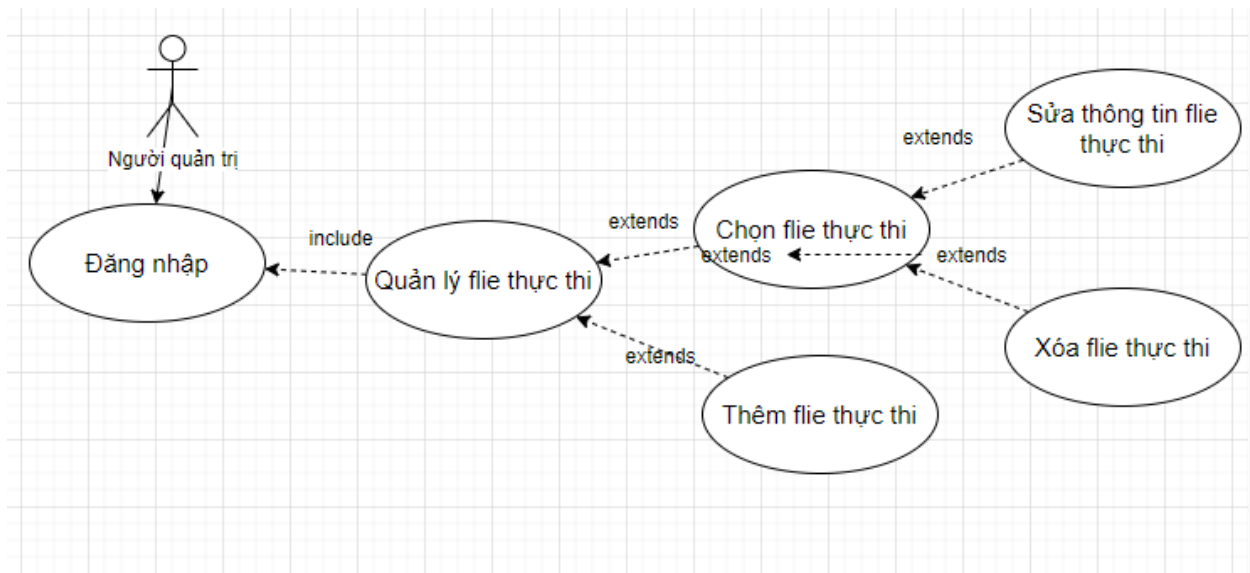 Người quản trị
Đăng nhập
include
Quản lý flie thực thi
extends
Chọn flie thực thi
extends
extends
Sửa thông tin flie
thực thi
extends
Xóa flie thực thi
extends
Thêm flie thực thi